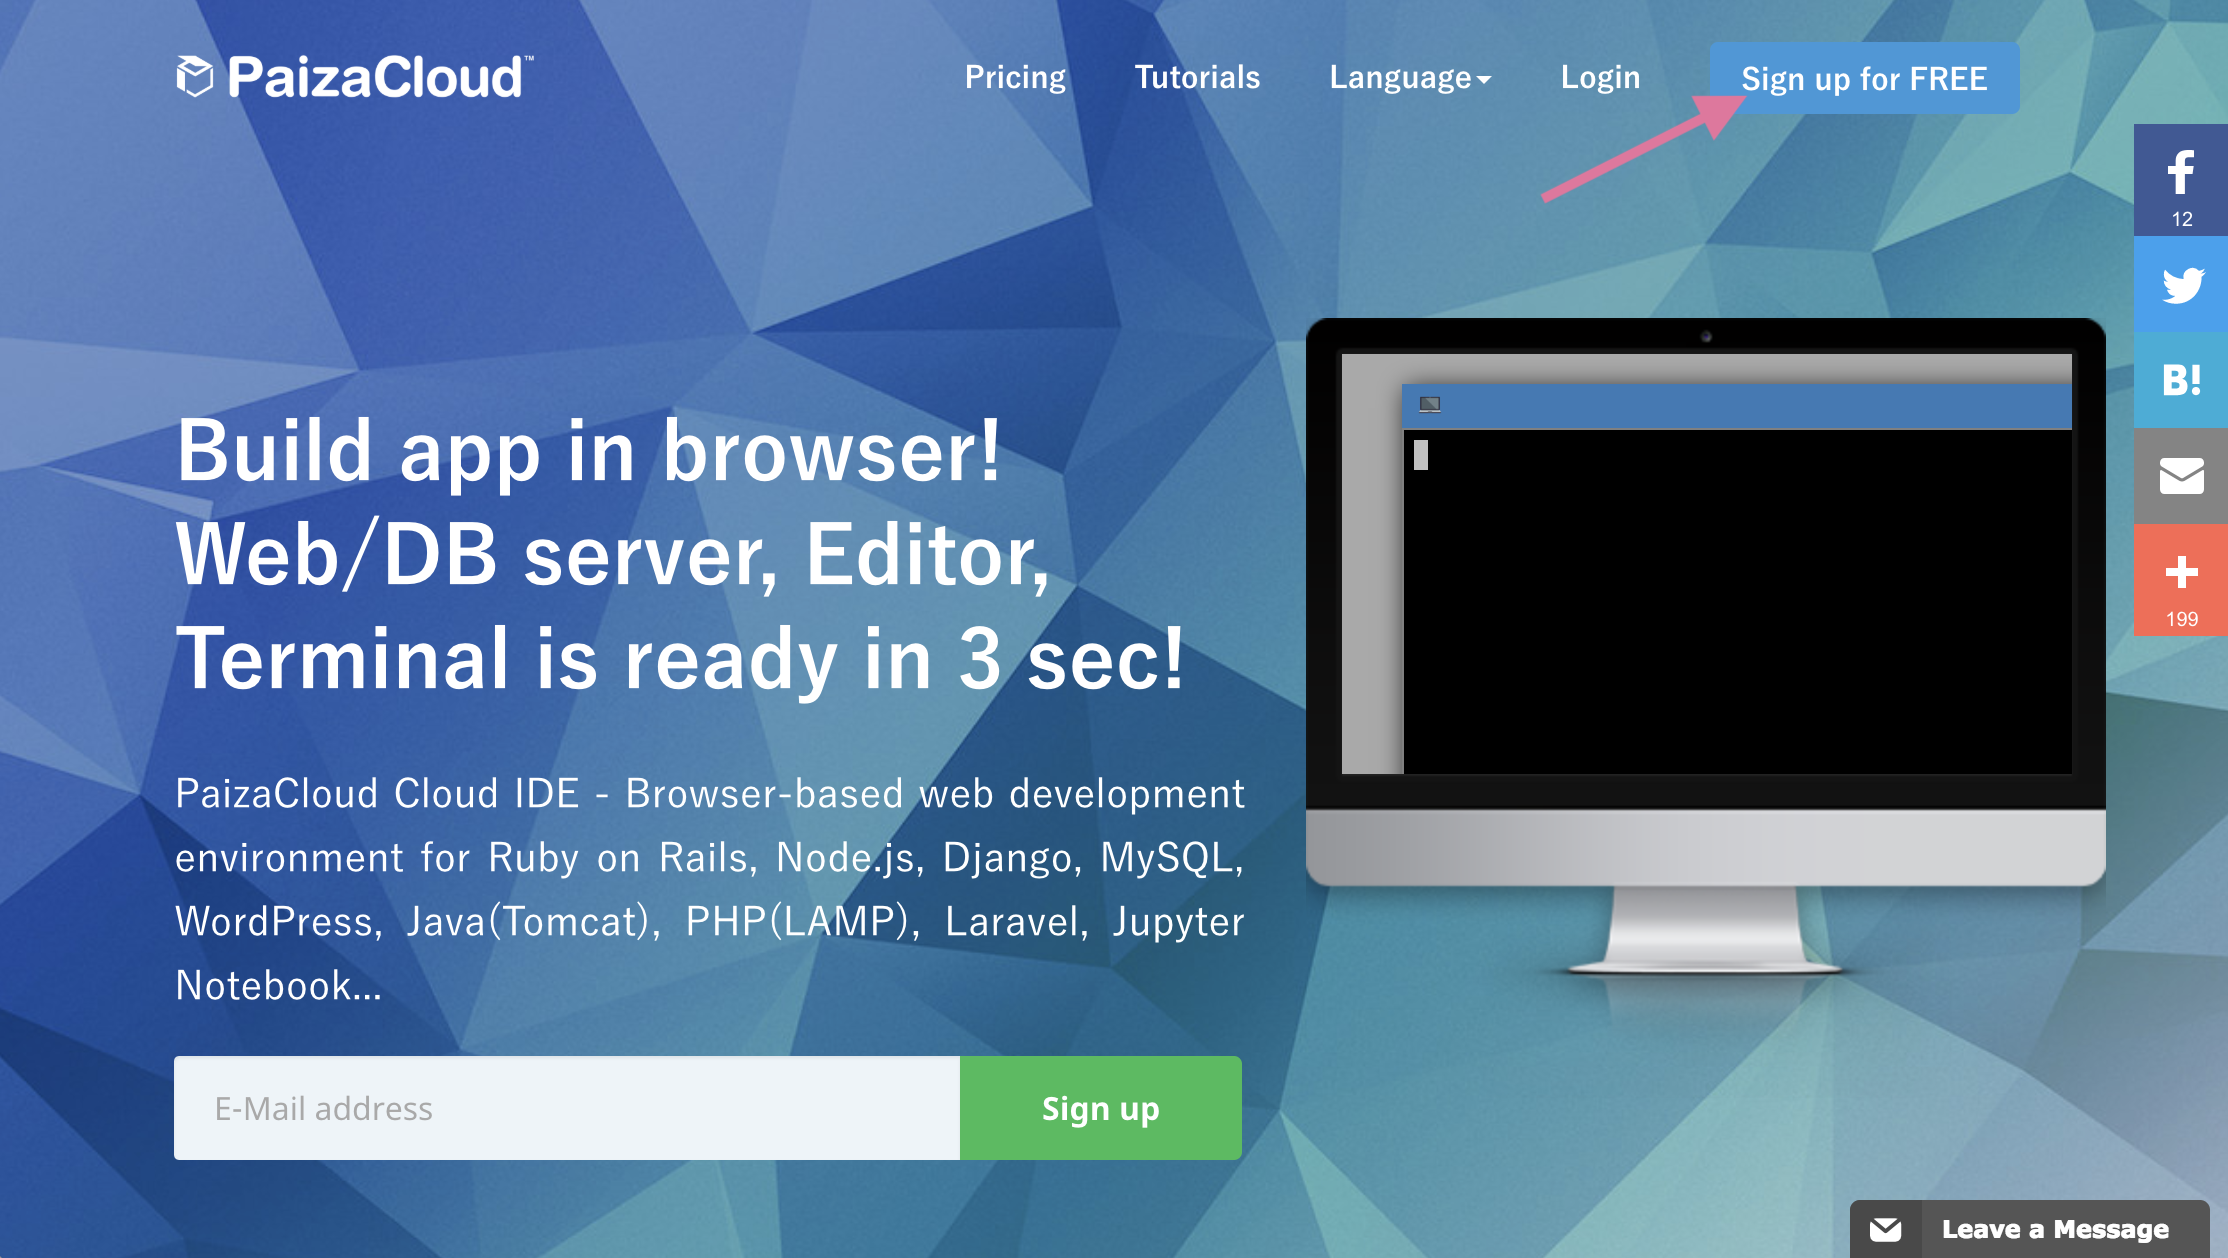 PaizaCloud™
Pricing
Tutorials
Language
Login
Sign up for FREE
12
B!
199
Build app in browser!
Web/DB server, Editor,
Terminal is ready in 3 sec!
PaizaCloud Cloud IDE - Browser-based web development
environment for Ruby on Rails, Node.js, Django, MySQL,
WordPress, Java(Tomcat), PHP(LAMP), Laravel, Jupyter
Notebook...
E-Mail address
Sign up
Leave a Message